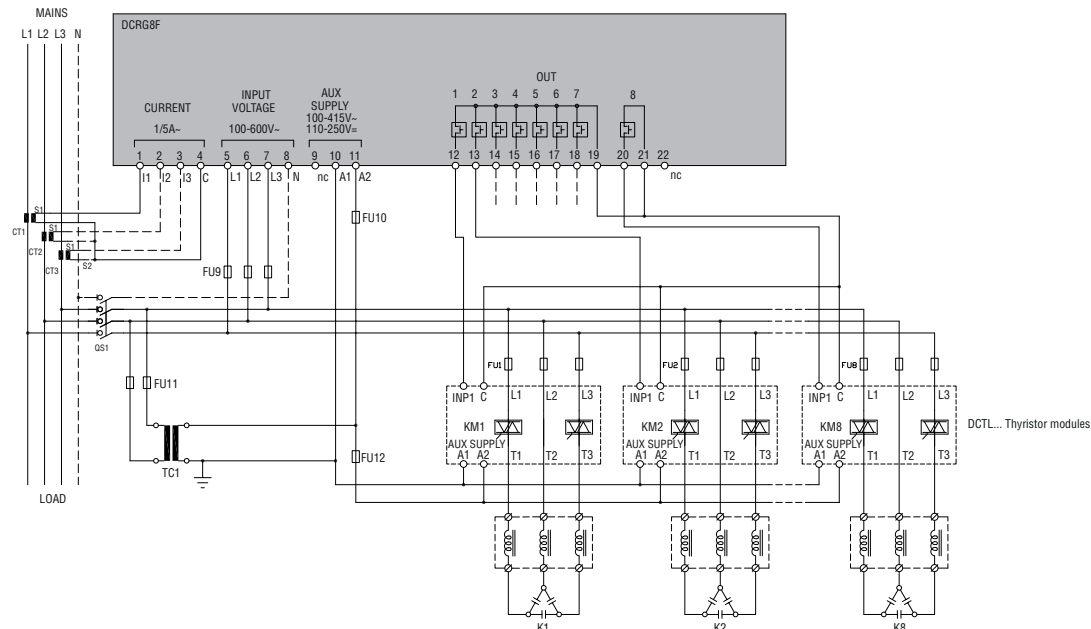 MAINS
L1 L2 L3 N
DCRG8F
OUT
1 2 3 4 5 6 7 8
CURRENT
1/5A~
INPUT
VOLTAGE
100-600V~
AUX
SUPPLY
100-415V~
110-250V=
1 2 3 4 5 6 7 8 9 10 11 12 13 14 15 16 17 18 19 20 21 22
I1 I2 I3 C L1 L2 L3 N nc A1 A2 nc
S1
CT1
S1
CT2
S1
CT3 S2
FU10
FU9
QS1
FU11
TC1
FU12
LOAD
FU1 FU2 FU8
INP1 C L1 L2 L3 INP1 C L1 L2 L3 INP1 C L1 L2 L3
KM1 KM2 KM8
DCTL... Thyristor modules
AUX SUPPLY AUX SUPPLY AUX SUPPLY
A1 A2 T1 T2 T3 A1 A2 T1 T2 T3 A1 A2 T1 T2 T3
K1 K2 K8